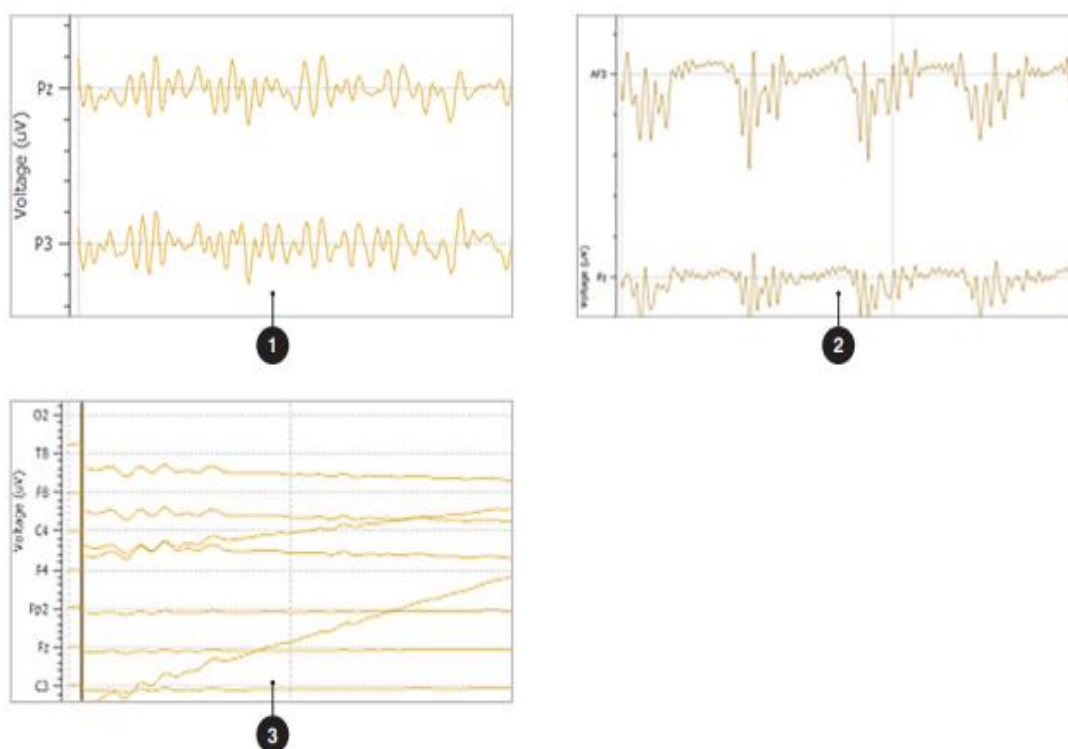 Pz
Voltage (uV)
P3
1
AF3
Voltage (uV)
Fz
2
O2
T8
F8
Voltage (uV)
C4
F4
Fp2
Fz
C3
3